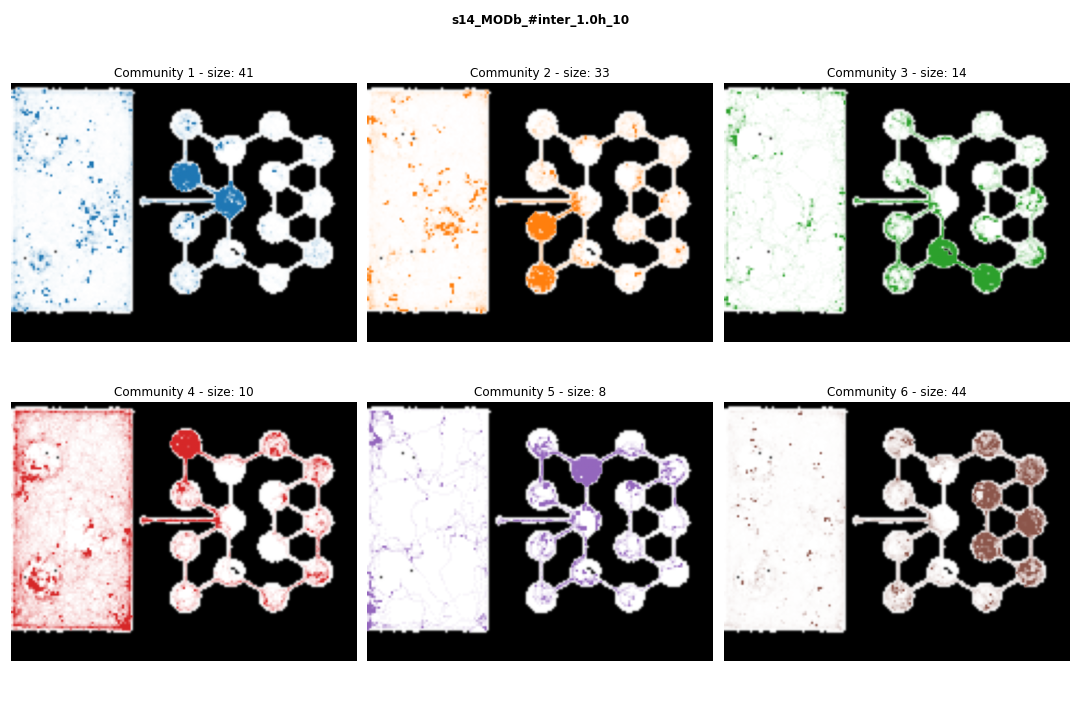 s14_MODb_#inter_1.0h_10
Community 1 - size: 41
Community 2 - size: 33
Community 3 - size: 14
Community 4 - size: 10
Community 5 - size: 8
Community 6 - size: 44